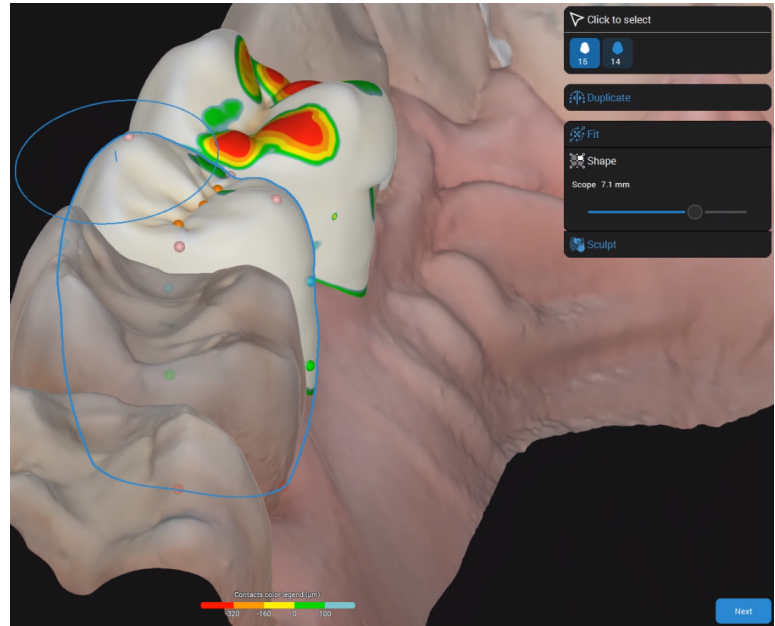 Click to select
15 14
Duplicate
Fit
Shape
Scope 7.1 mm
Sculpt
Contacts color legend (µm)
-320 -160 0 100
Next